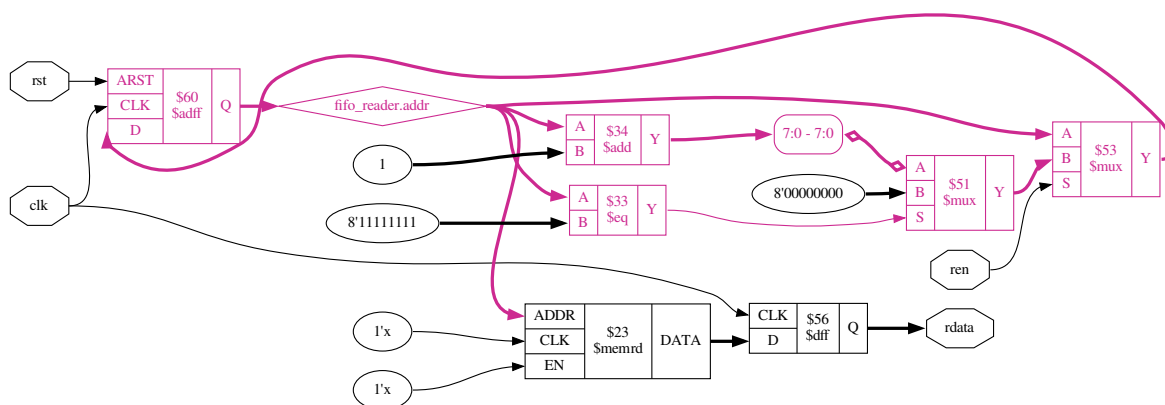 rst
ARST
CLK
D
$60
$adff
Q
fifo_reader.addr
clk
1
8'11111111
A
B
$34
$add
Y
A
B
$33
$eq
Y
7:0 - 7:0
8'00000000
A
B
S
$51
$mux
Y
A
B
S
$53
$mux
Y
ren
1'x
1'x
ADDR
CLK
EN
$23
$memrd
DATA
CLK
D
$56
$dff
Q
rdata